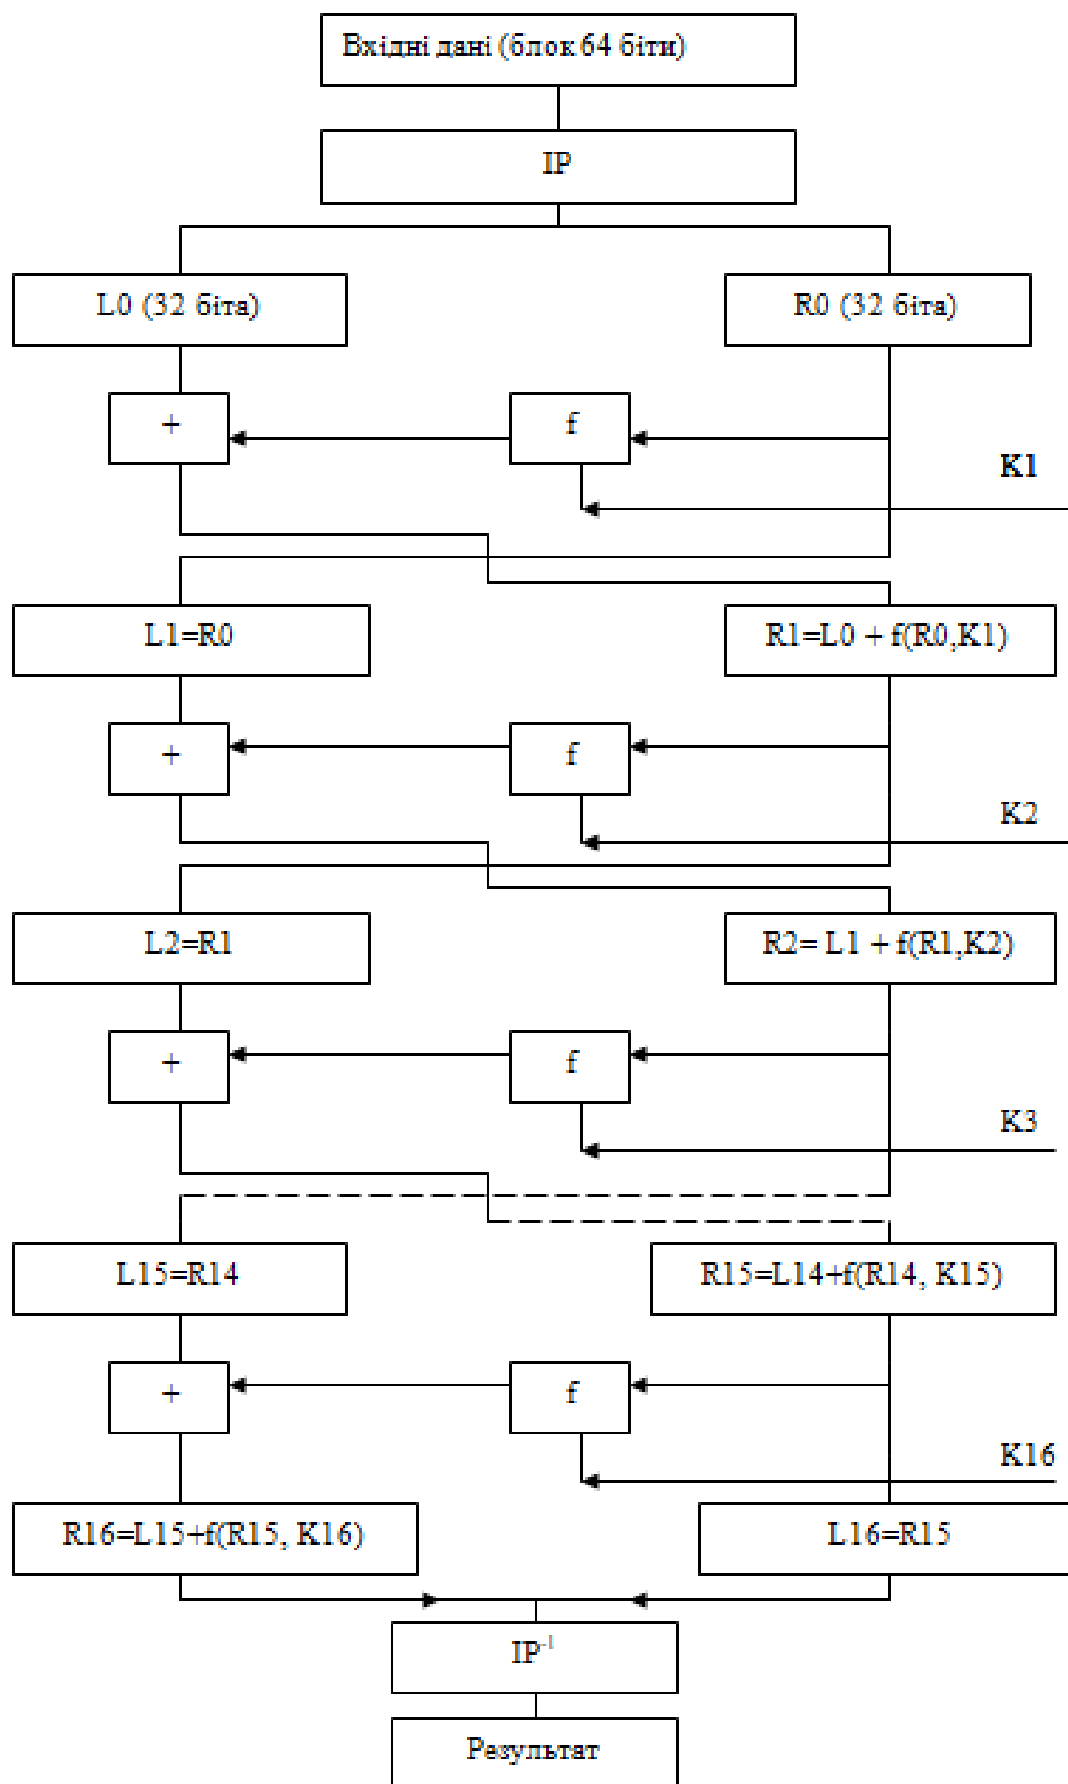 Вхідні дані (блок 64 біти)
IP
L0 (32 біта)
R0 (32 біта)
+
f
K1
L1=R0
R1=L0 + f(R0,K1)
+
f
K2
L2=R1
R2= L1 + f(R1,K2)
+
f
K3
L15=R14
R15=L14+f(R14, K15)
+
f
K16
R16=L15+f(R15, K16)
L16=R15
IP⁻¹
Результат